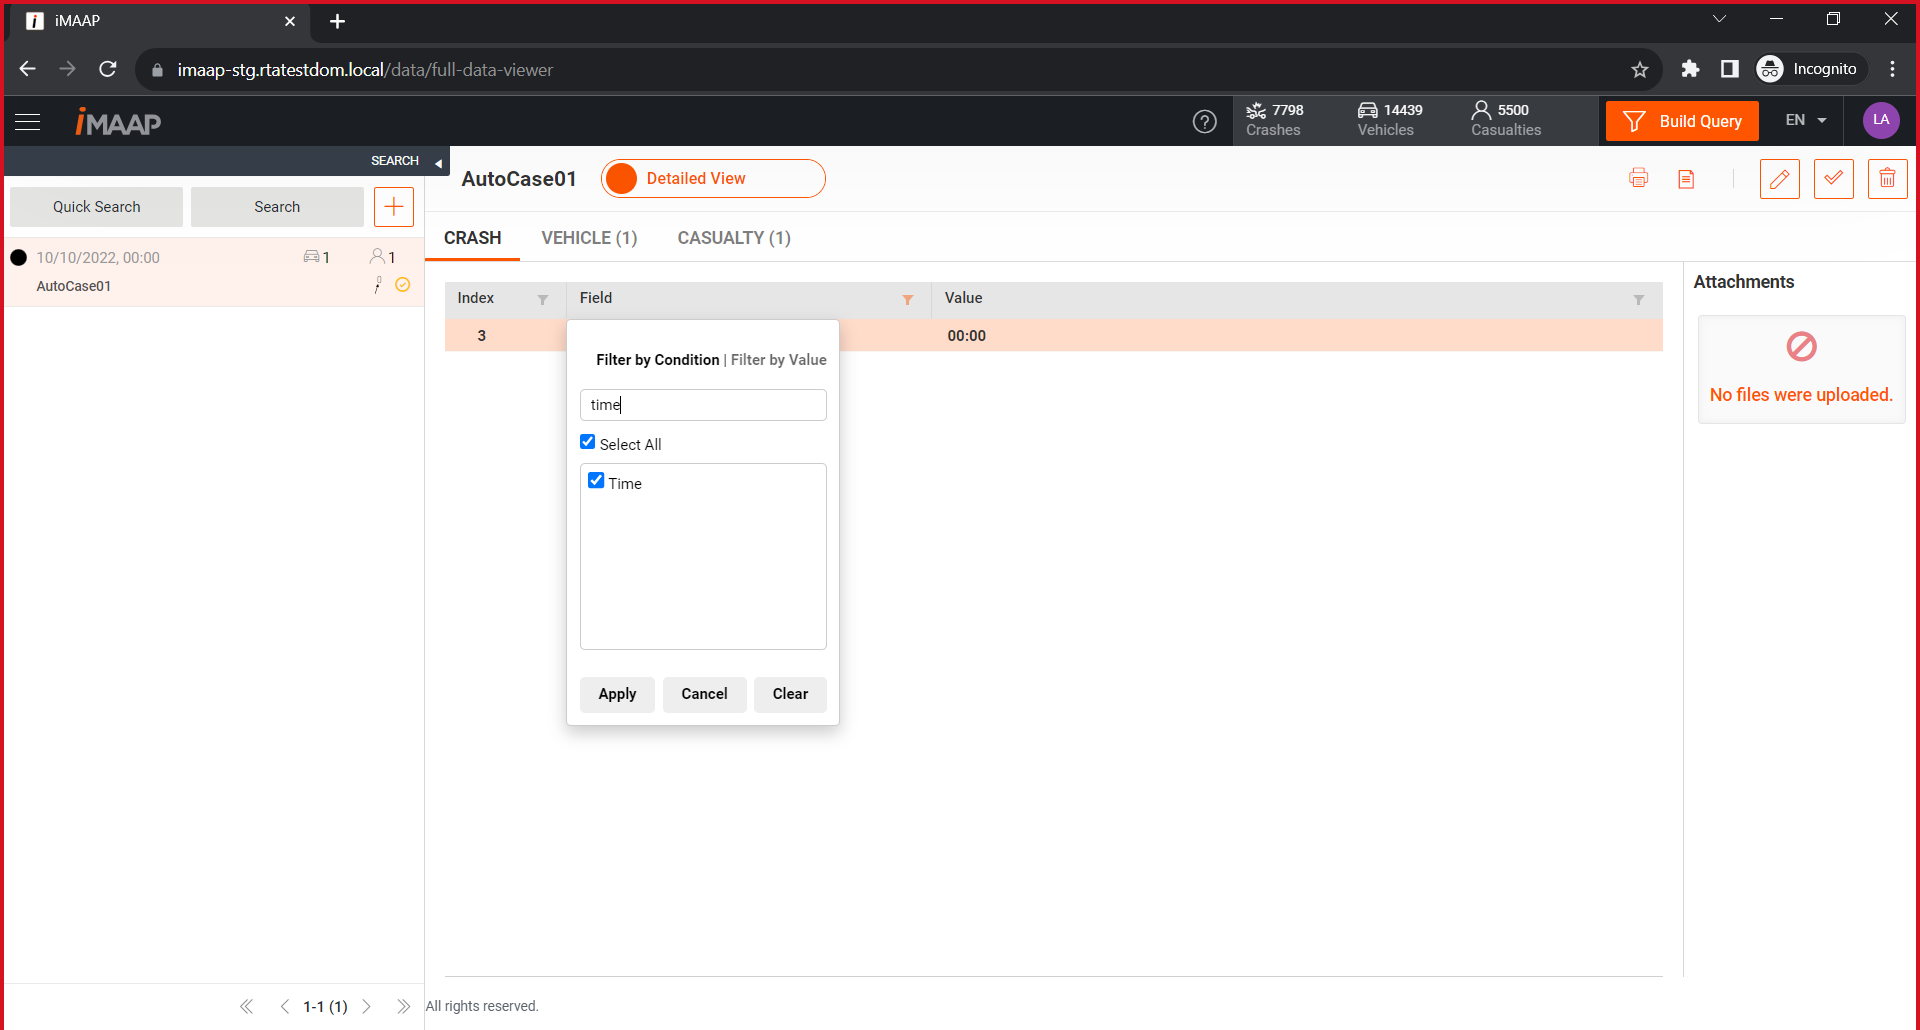 iMAAP
imaap-stg.rtatestdom.local/data/full-data-viewer
Incognito
iMAAP
7798
Crashes
14439
Vehicles
5500
Casualties
Build Query
EN
LA
SEARCH
Quick Search
Search
10/10/2022, 00:00
1
1
AutoCase01
AutoCase01
Detailed View
CRASH
VEHICLE (1)
CASUALTY (1)
Index
Field
Value
3
00:00
Filter by Condition | Filter by Value
time
Select All
Time
Apply
Cancel
Clear
Attachments
No files were uploaded.
1-1 (1)
All rights reserved.